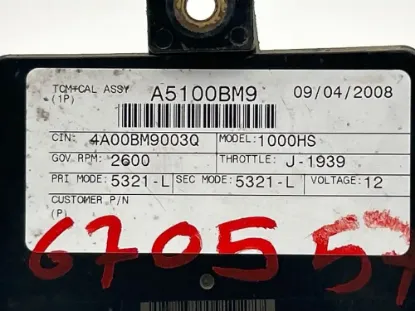 TCM+CAL ASSY A5100BM9 09/04/2008
(1P)
CIN: 4A00BM9003Q MODEL: 1000HS
GOV RPM: 2600 THROTTLE: J-1939
PRI MODE: 5321-L SEC MODE: 5321-L VOLTAGE: 12
CUSTOMER P/N
(P)
670557